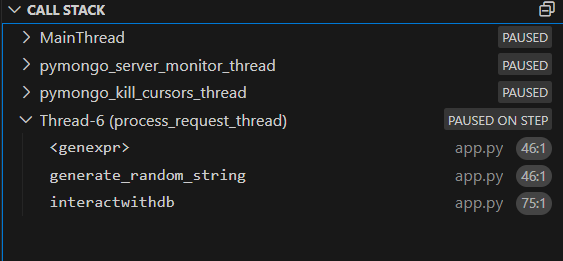 CALL STACK
MainThread PAUSED
pymongo_server_monitor_thread PAUSED
pymongo_kill_cursors_thread PAUSED
Thread-6 (process_request_thread) PAUSED ON STEP
<genexpr> app.py 46:1
generate_random_string app.py 46:1
interactwithdb app.py 75:1